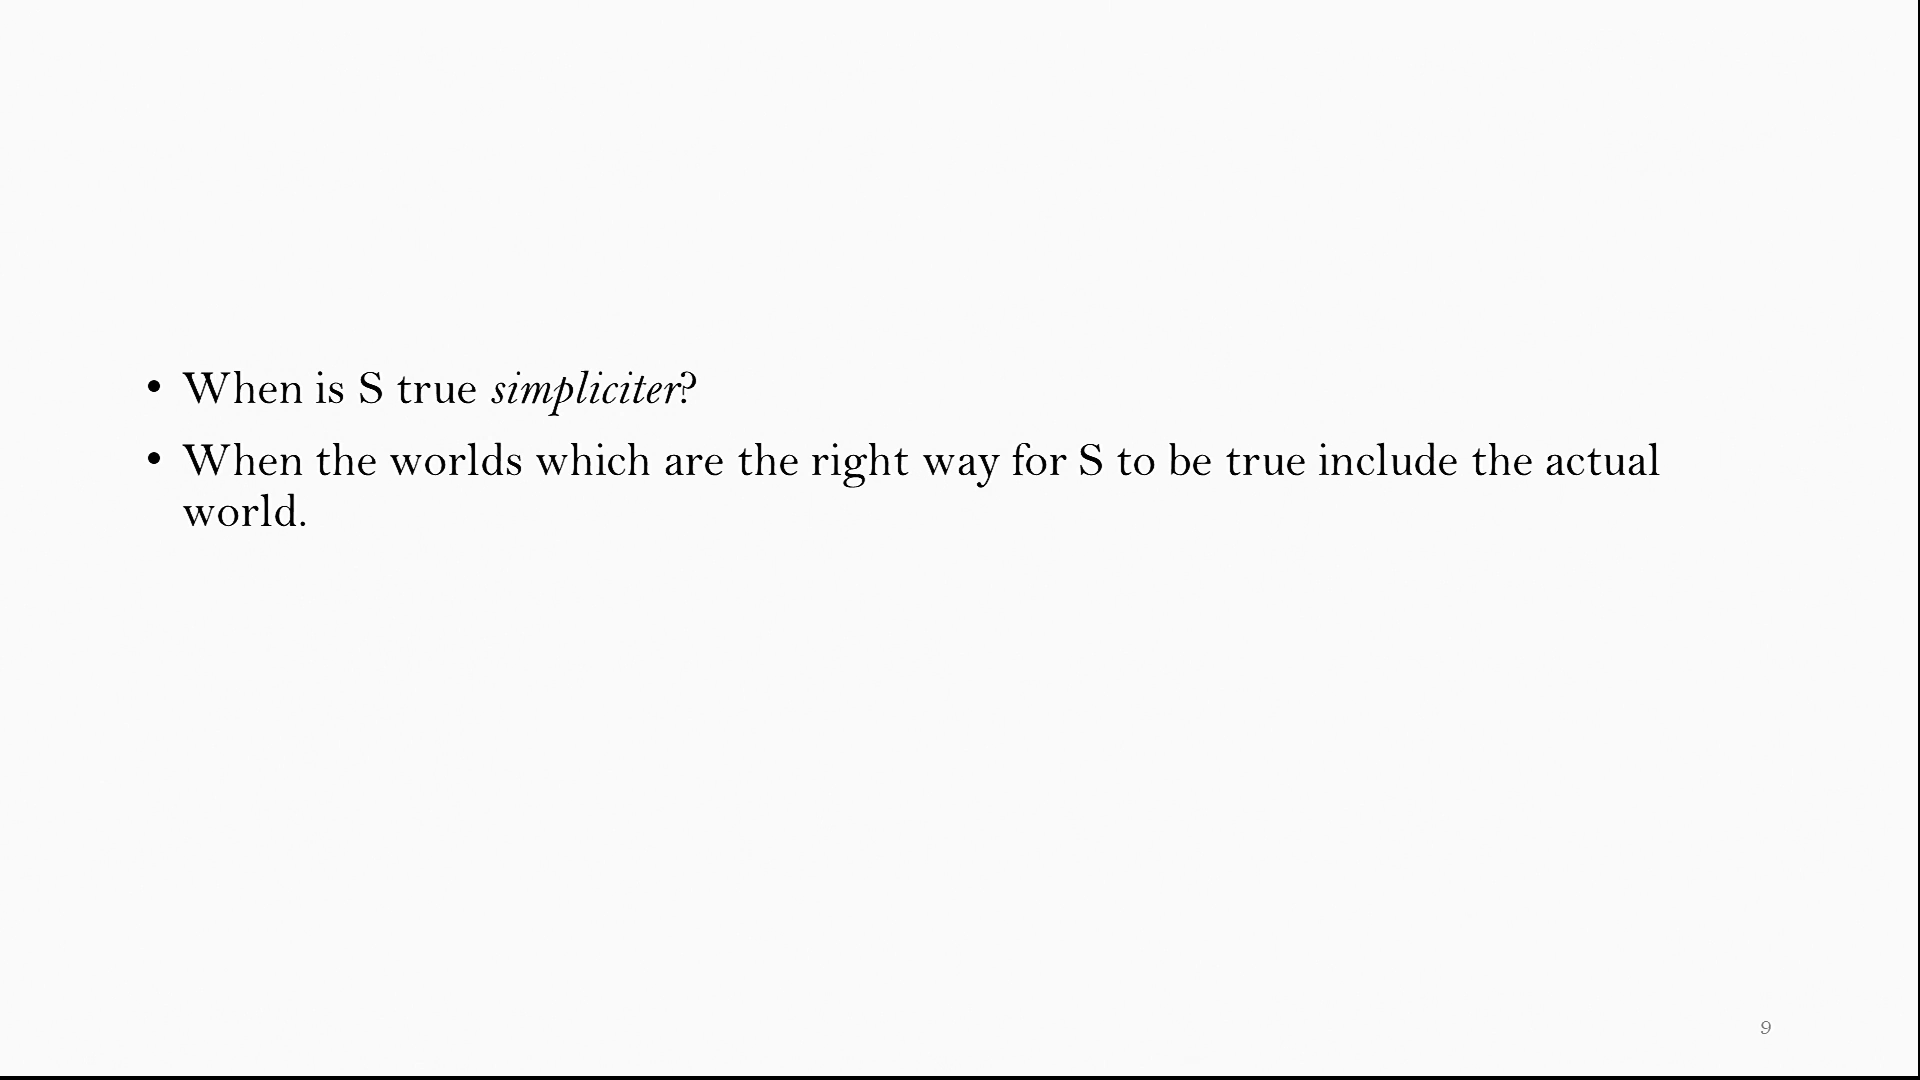 • When is S true simpliciter?
• When the worlds which are the right way for S to be true include the actual
world.
9